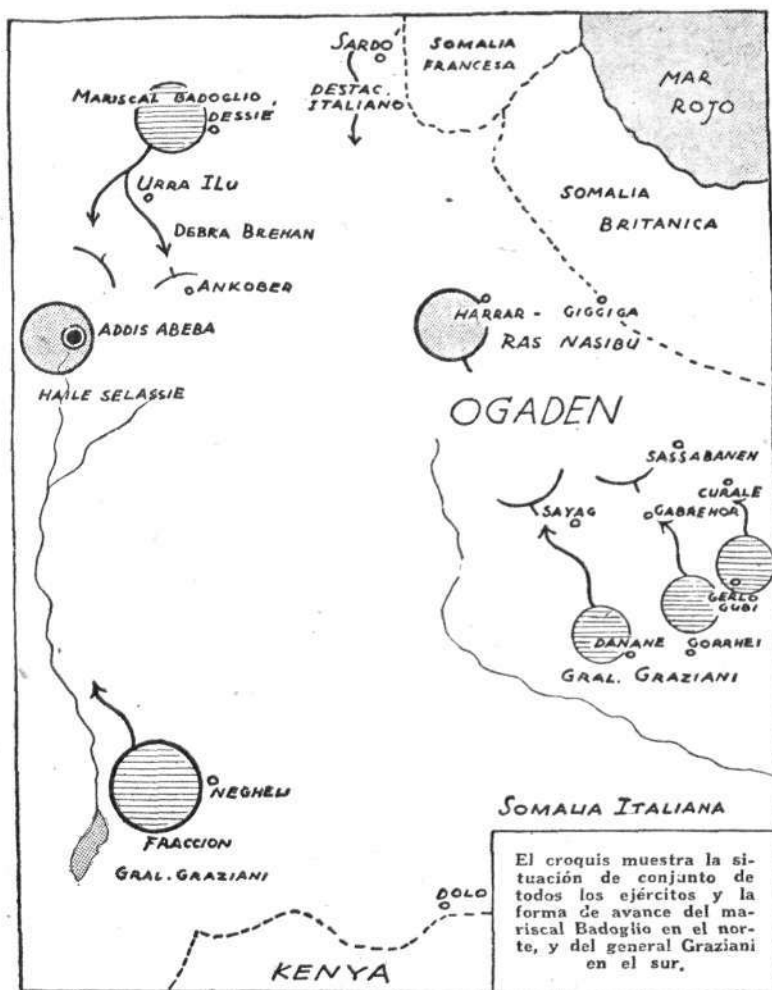 SARDO
SOMALIA
FRANCESA
MAR
ROJO
DESTAC.
ITALIANO
MARISCAL BADOGLIO
DESSIE
URRA ILU
DEBRA BREHAN
ANKOBER
SOMALIA
BRITANICA
ADDIS ABEBA
HAILE SELASSIE
HARRAR - GIGGIGA
RAS NASIBU
OGADEN
SASSABANEH
CURALE
SAYAG
GABREHOR
GERLO
GUBI
DANANE
GORRHEI
GRAL. GRAZIANI
NEGHELI
FRACCION
GRAL. GRAZIANI
SOMALIA ITALIANA
DOLO
KENYA
El croquis muestra la si-
tuación de conjunto de
todos los ejércitos y la
forma de avance del ma-
riscal Badoglio en el nor-
te, y del general Graziani
en el sur.